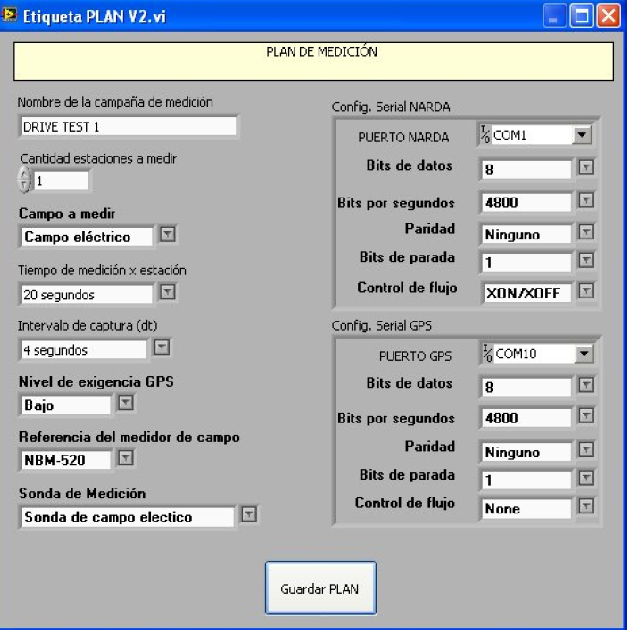 Etiqueta PLAN V2.vi
PLAN DE MEDICIÓN
Nombre de la campaña de medición
DRIVE TEST 1
Cantidad estaciones a medir
1
Campo a medir
Campo eléctrico
Tiempo de medición x estación
20 segundos
Intervalo de captura (dt)
4 segundos
Nivel de exigencia GPS
Bajo
Referencia del medidor de campo
NBM-520
Sonda de Medición
Sonda de campo electico
Config. Serial NARDA
PUERTO NARDA I/O COM1
Bits de datos 8
Bits por segundos 4800
Paridad Ninguno
Bits de parada 1
Control de flujo XON/XOFF
Config. Serial GPS
PUERTO GPS I/O COM10
Bits de datos 8
Bits por segundos 4800
Paridad Ninguno
Bits de parada 1
Control de flujo None
Guardar PLAN